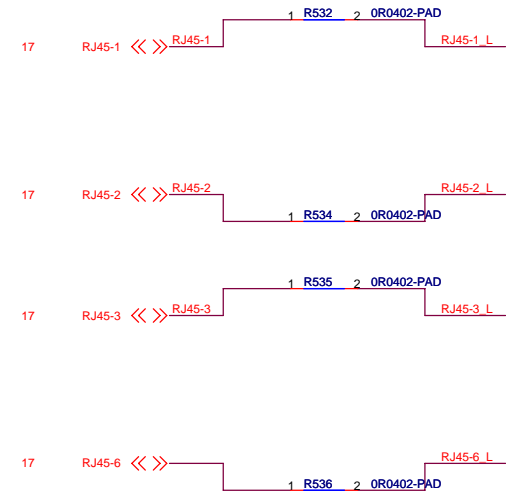 1 R532 2 0R0402-PAD
17 RJ45-1 RJ45-1 RJ45-1_L
17 RJ45-2 RJ45-2 RJ45-2_L
1 R534 2 0R0402-PAD
1 R535 2 0R0402-PAD
17 RJ45-3 RJ45-3 RJ45-3_L
17 RJ45-6 RJ45-6_L
1 R536 2 0R0402-PAD